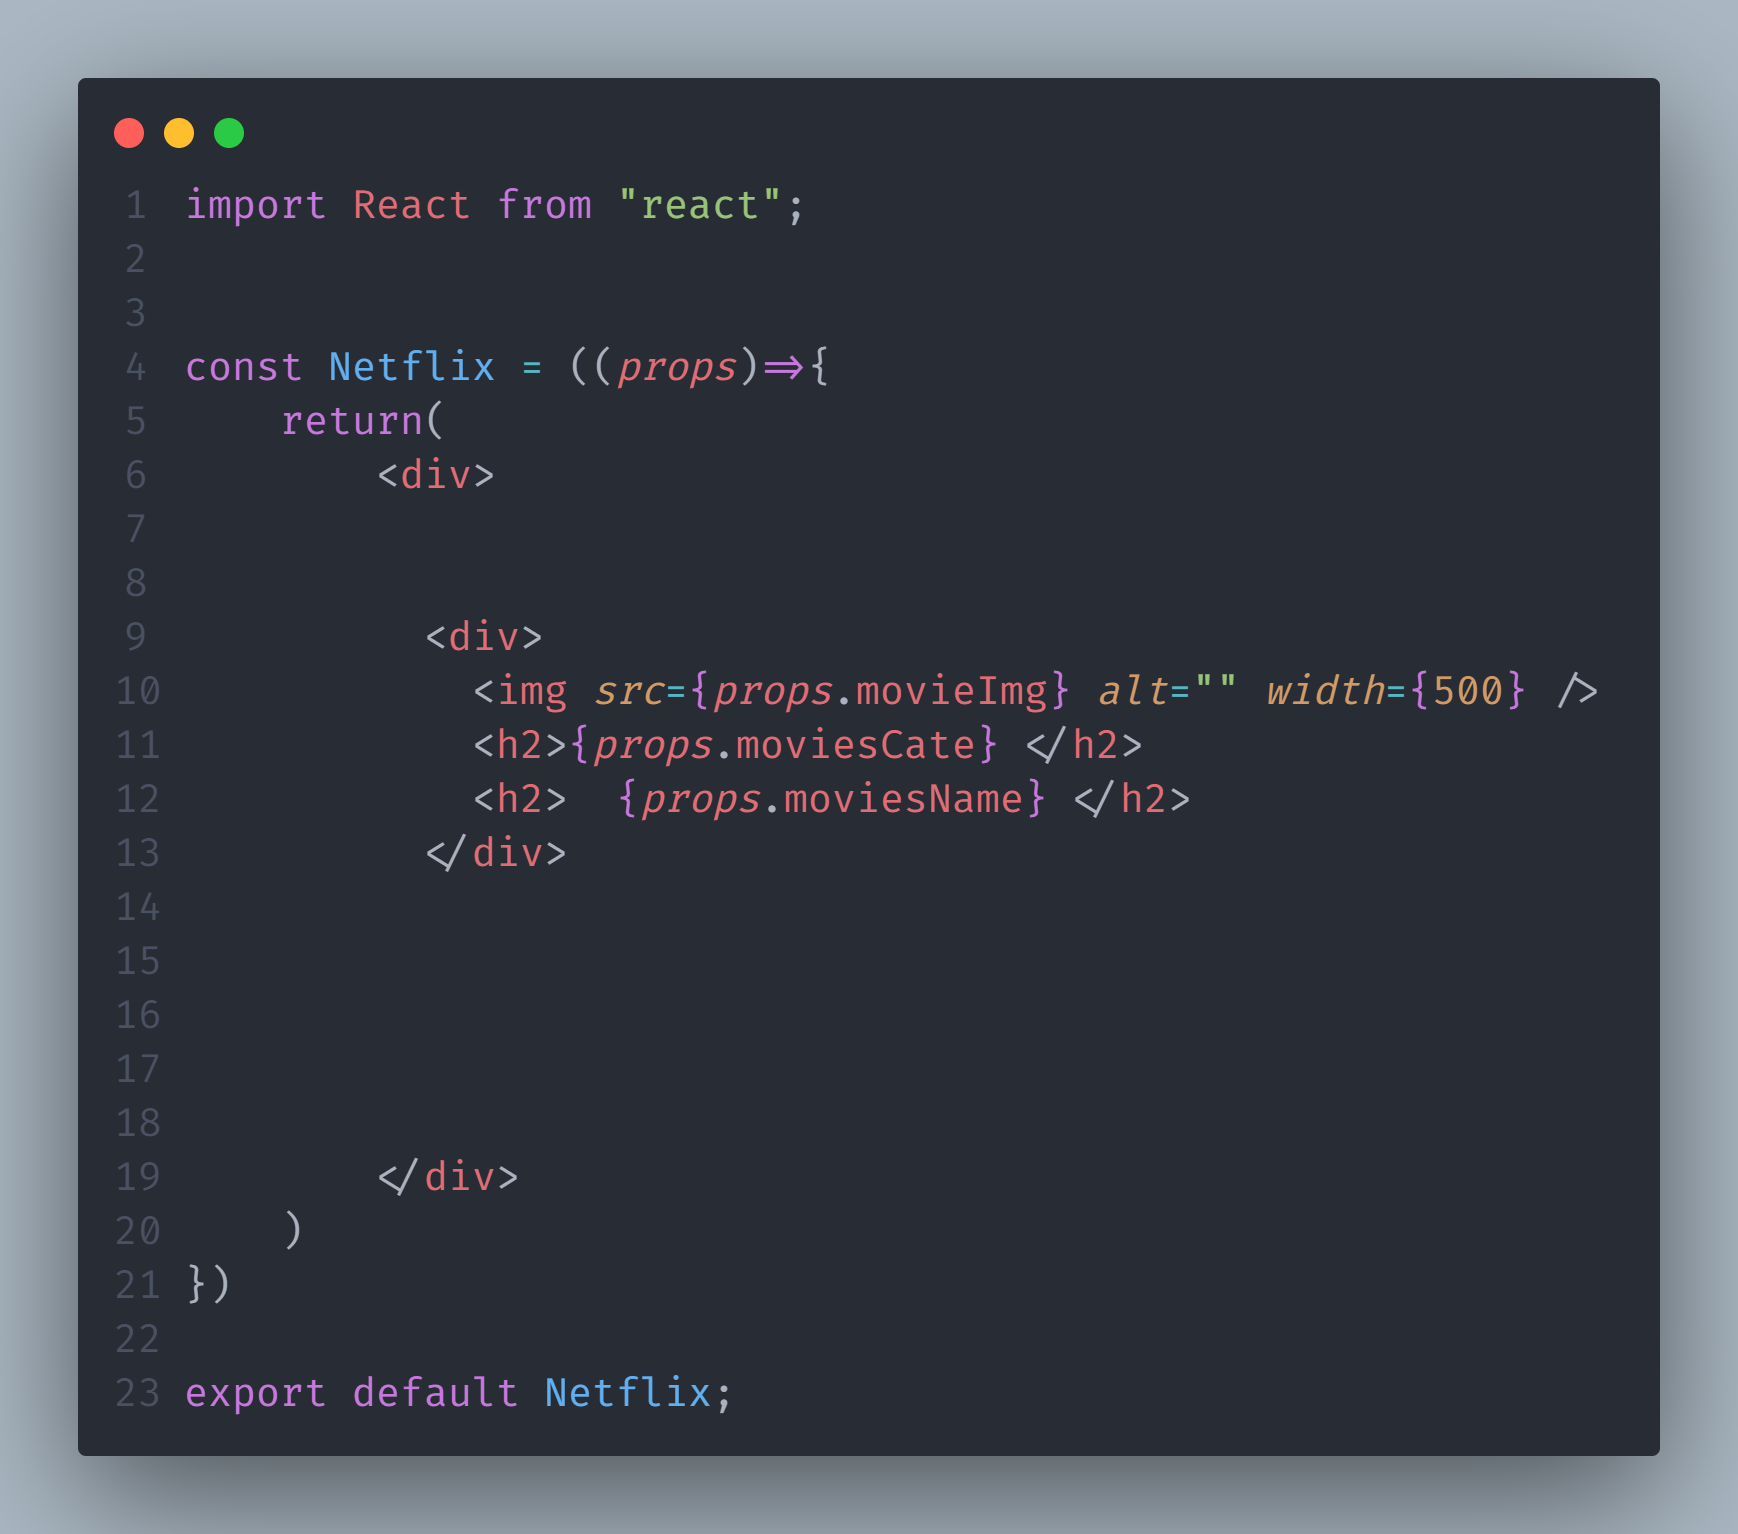 1 import React from "react";
2
3
4 const Netflix = ((props)=>{
5     return(
6         <div>
7
8
9           <div>
10             <img src={props.movieImg} alt="" width={500} />
11             <h2>{props.moviesCate} </h2>
12             <h2>  {props.moviesName} </h2>
13           </div>
14
15
16
17
18
19         </div>
20     )
21 })
22
23 export default Netflix;